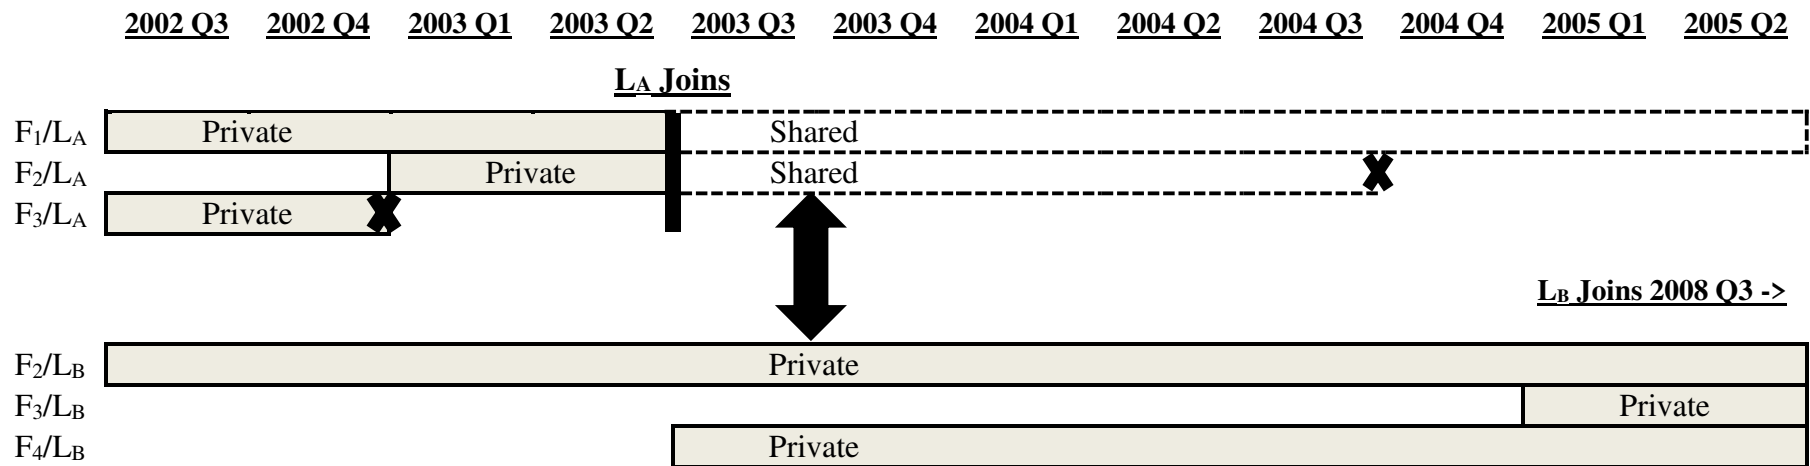 2002 Q3 2002 Q4 2003 Q1 2003 Q2 2003 Q3 2003 Q4 2004 Q1 2004 Q2 2004 Q3 2004 Q4 2005 Q1 2005 Q2
LA Joins
F1/LA Private Shared
F2/LA Private Shared
F3/LA Private
LB Joins 2008 Q3 ->
F2/LB Private
F3/LB Private
F4/LB Private